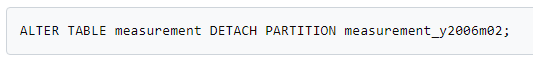 ALTER TABLE measurement DETACH PARTITION measurement_y2006m02;